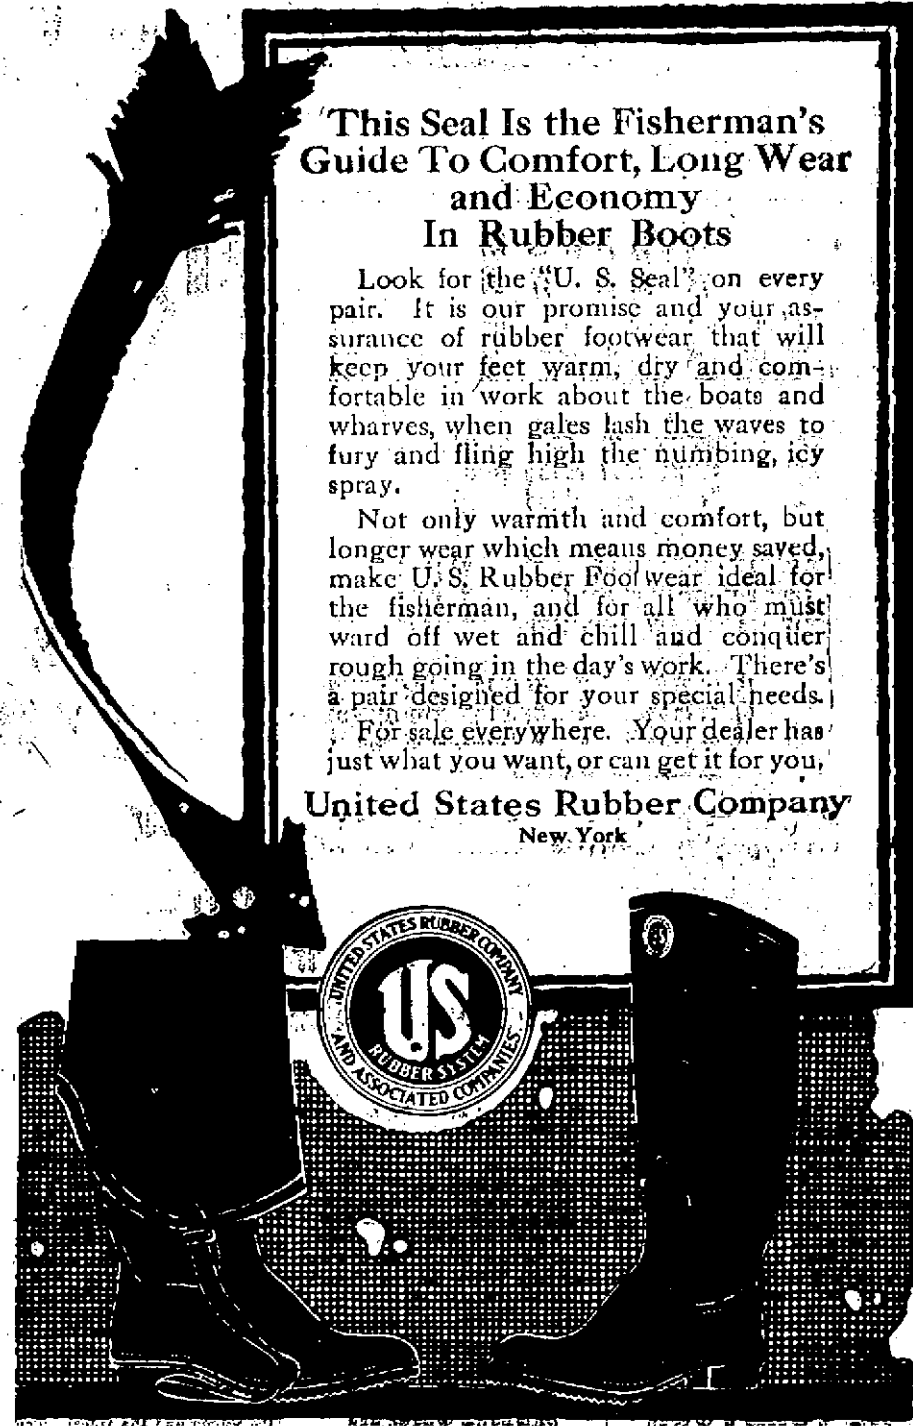 This Seal Is the Fisherman's
Guide To Comfort, Long Wear
and Economy
In Rubber Boots
Look for the "U. S. Seal" on every
pair. It is our promise and your as-
surance of rubber footwear that will
keep your feet warm, dry and com-
fortable in work about the boats and
wharves, when gales lash the waves to
fury and fling high the numbing, icy
spray.
Not only warmth and comfort, but
longer wear which means money saved,
make U. S. Rubber Footwear ideal for
the fisherman, and for all who must
ward off wet and chill and conquer
rough going in the day's work. There's
a pair designed for your special needs.
For sale everywhere. Your dealer has
just what you want, or can get it for you.
United States Rubber Company
New York
UNITED STATES RUBBER COMPANY
AND ASSOCIATED COMPANIES
US
RUBBER SYSTEM